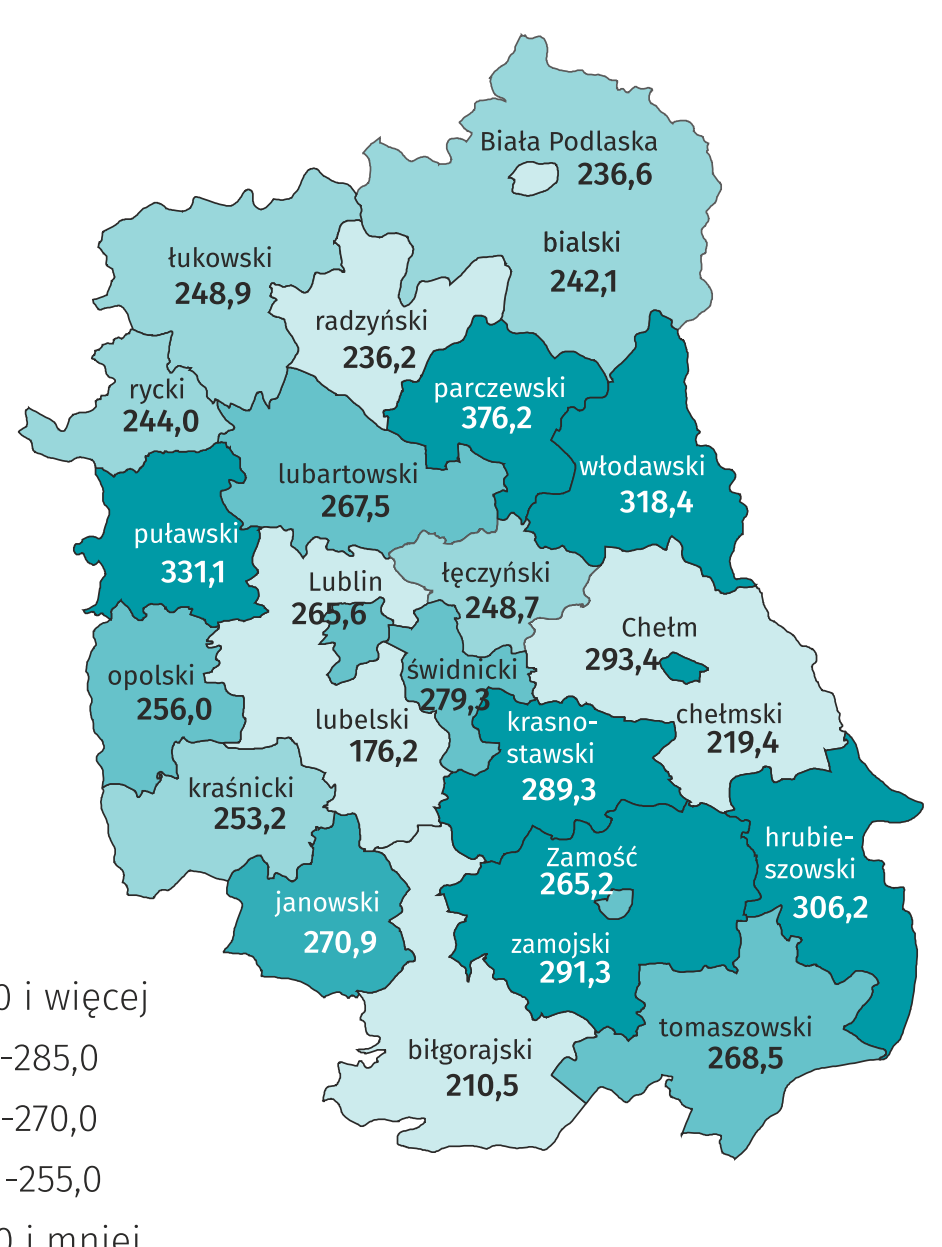 Biała Podlaska
236,6
bialski
242,1
łukowski
248,9
radzyński
236,2
rycki
244,0
parczewski
376,2
lubartowski
267,5
włodawski
318,4
puławski
331,1
Lublin
265,6
łęczyński
248,7
Chełm
293,4
opolski
256,0
świdnicki
279,3
lubelski
176,2
krasno-
stawski
289,3
chełmski
219,4
kraśnicki
253,2
hrubie-
szowski
306,2
Zamość
265,2
janowski
270,9
zamojski
291,3
0 i więcej
–285,0
tomaszowski
268,5
biłgorajski
210,5
–270,0
–255,0
0 i mniej